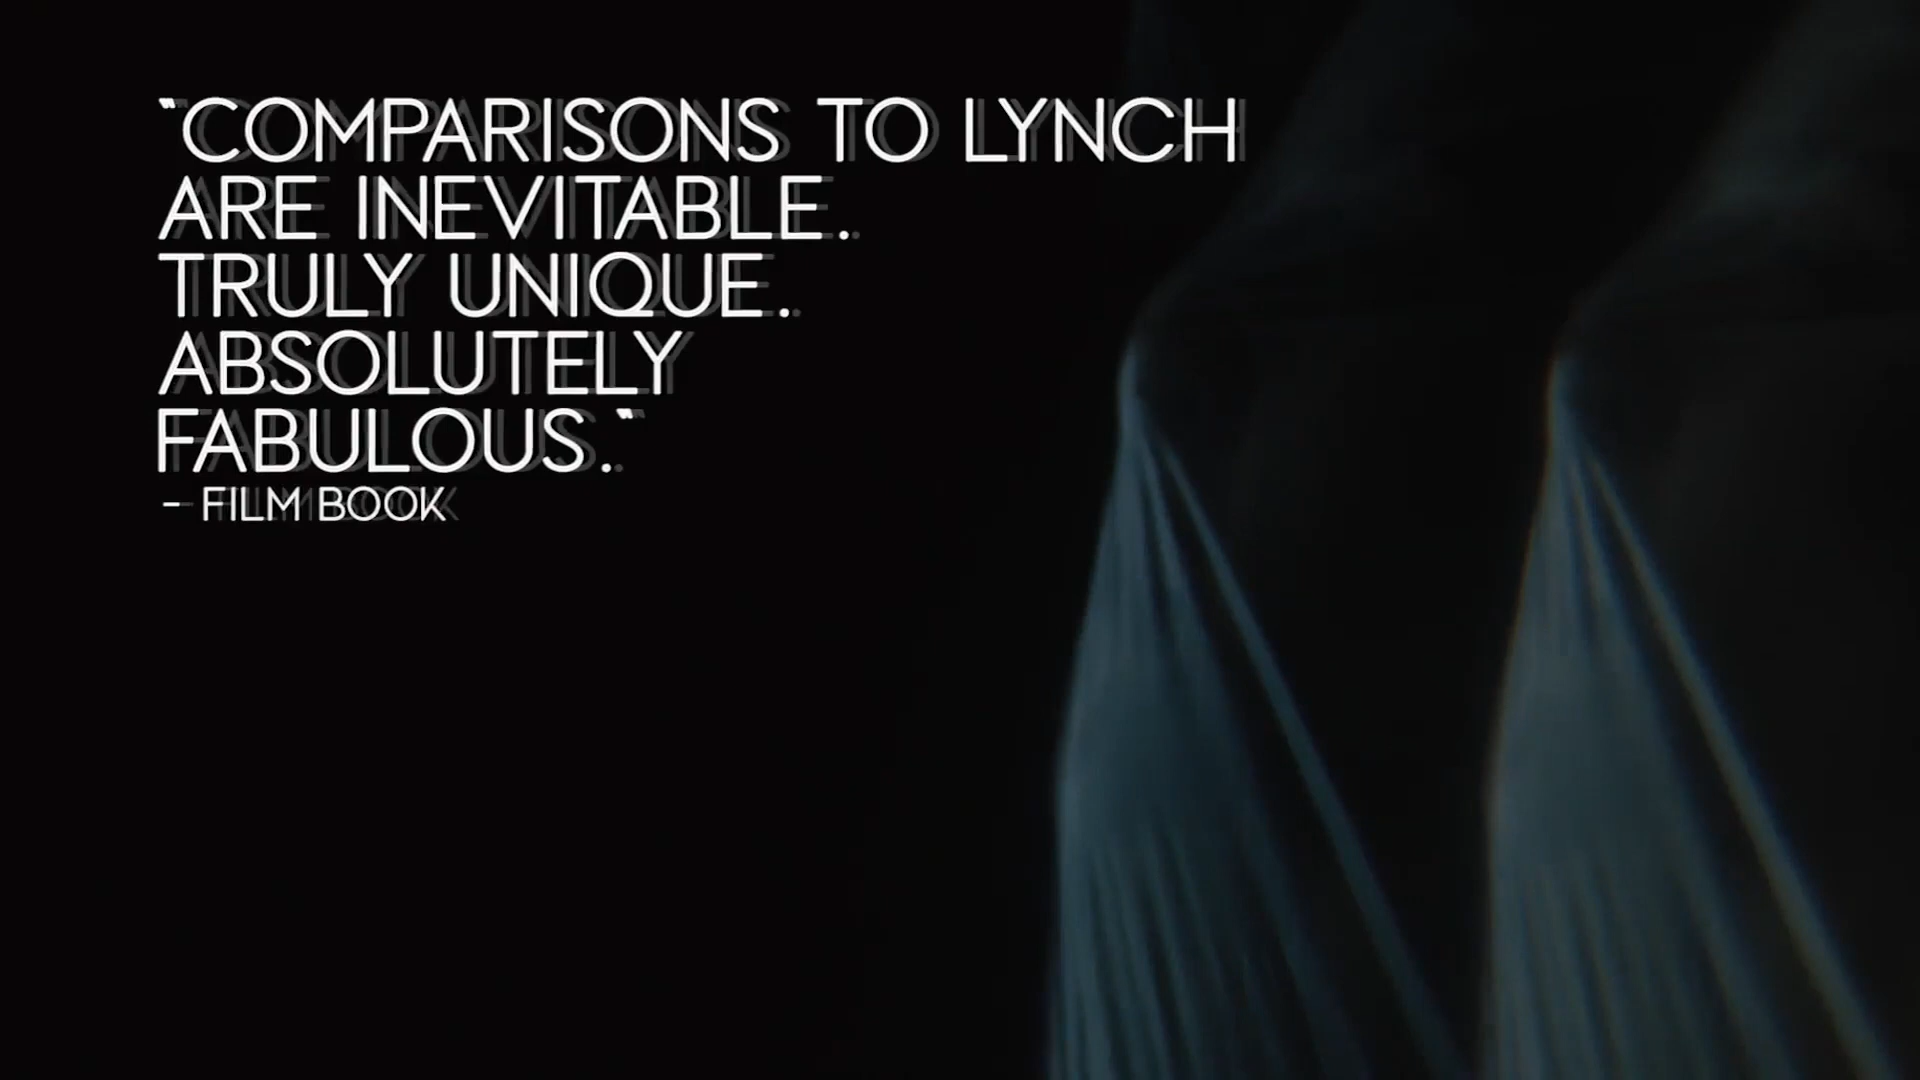 “COMPARISONS TO LYNCH
ARE INEVITABLE.
TRULY UNIQUE.
ABSOLUTELY
FABULOUS.“
- FILM BOOK